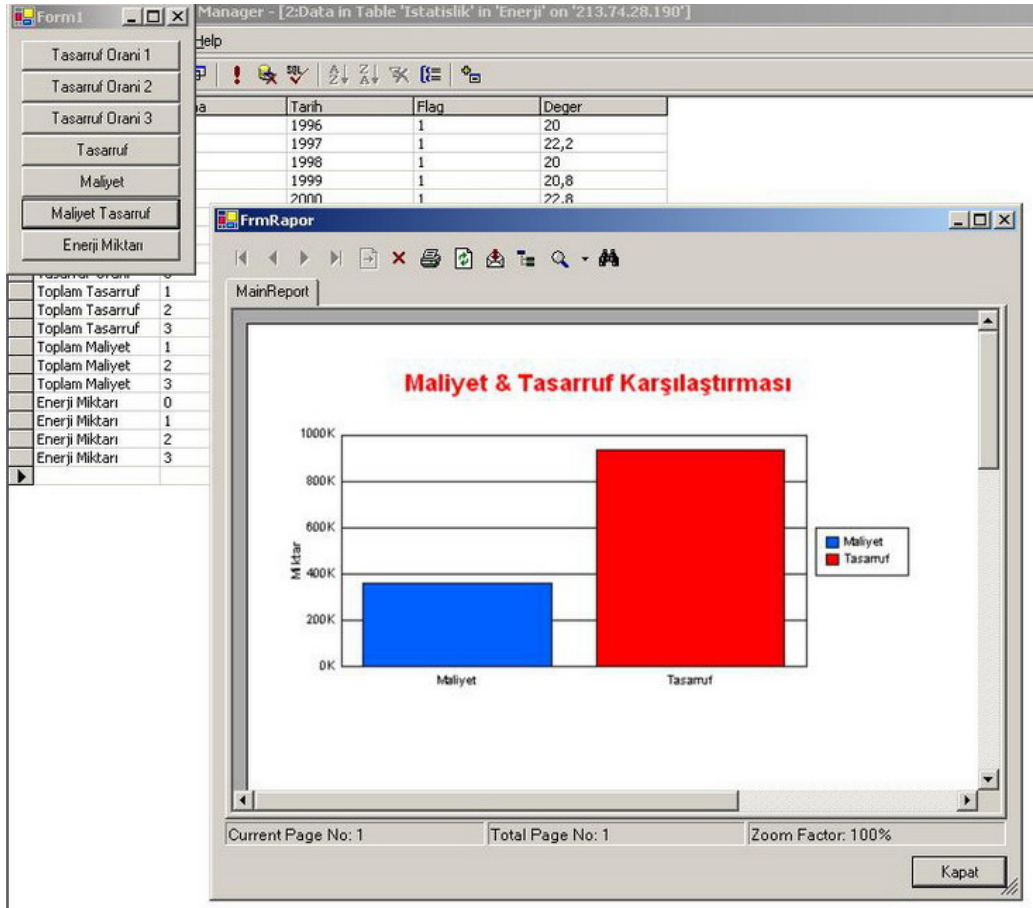 Form1
Manager - [2:Data in Table 'Istatislik' in 'Enerji' on '213.74.28.190']
Help
Tasarruf Orani 1
Tasarruf Orani 2
Tasarruf Orani 3
Tasarruf
Maliyet
Maliyet Tasarruf
Enerji Miktarı
SQL
Tarih Flag Deger
1996 1 20
1997 1 22,2
1998 1 20
1999 1 20,8
2000 1 22,8
Toplam Tasarruf 1
Toplam Tasarruf 2
Toplam Tasarruf 3
Toplam Maliyet 1
Toplam Maliyet 2
Toplam Maliyet 3
Enerji Miktarı 0
Enerji Miktarı 1
Enerji Miktarı 2
Enerji Miktarı 3
FrmRapor
MainReport
Maliyet & Tasarruf Karşılaştırması
1000K
800K
600K
400K
200K
0K
Miktar
Maliyet
Tasarruf
Maliyet
Tasarruf
Current Page No: 1
Total Page No: 1
Zoom Factor: 100%
Kapat